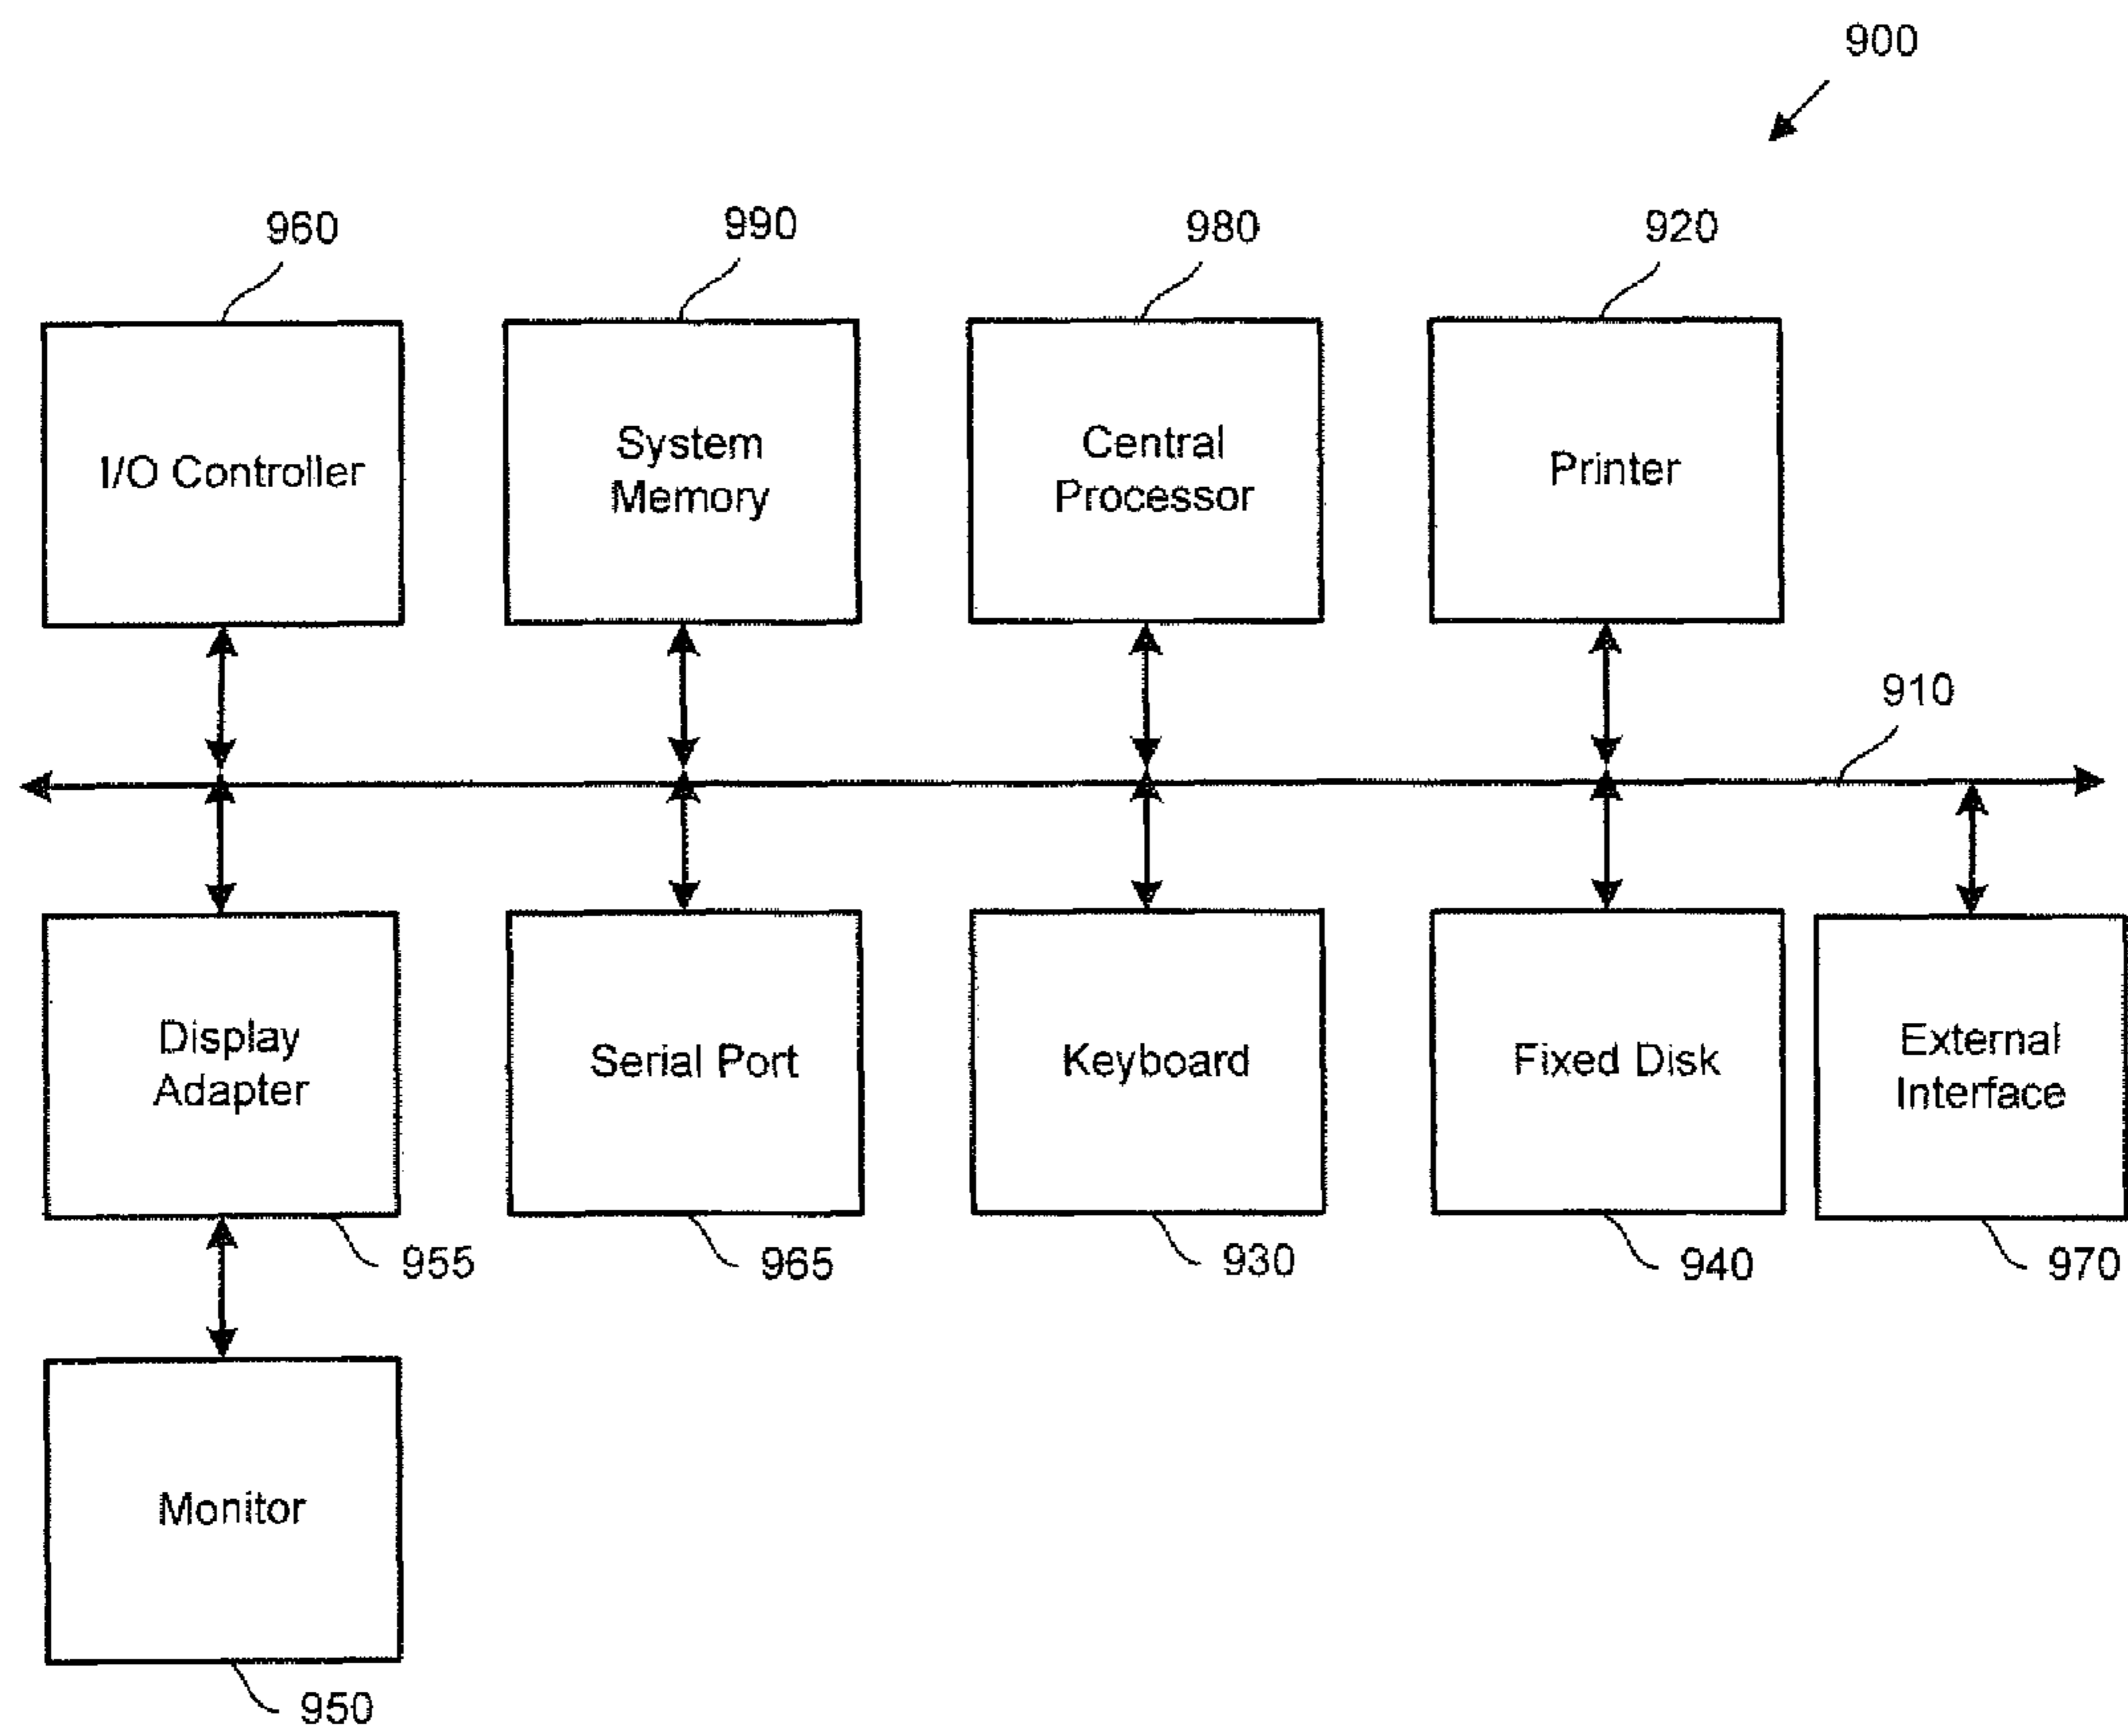 900
960
990
980
920
I/O Controller
System
Memory
Central
Processor
Printer
910
Display
Adapter
Serial Port
Keyboard
Fixed Disk
External
Interface
955
965
930
940
970
Monitor
950